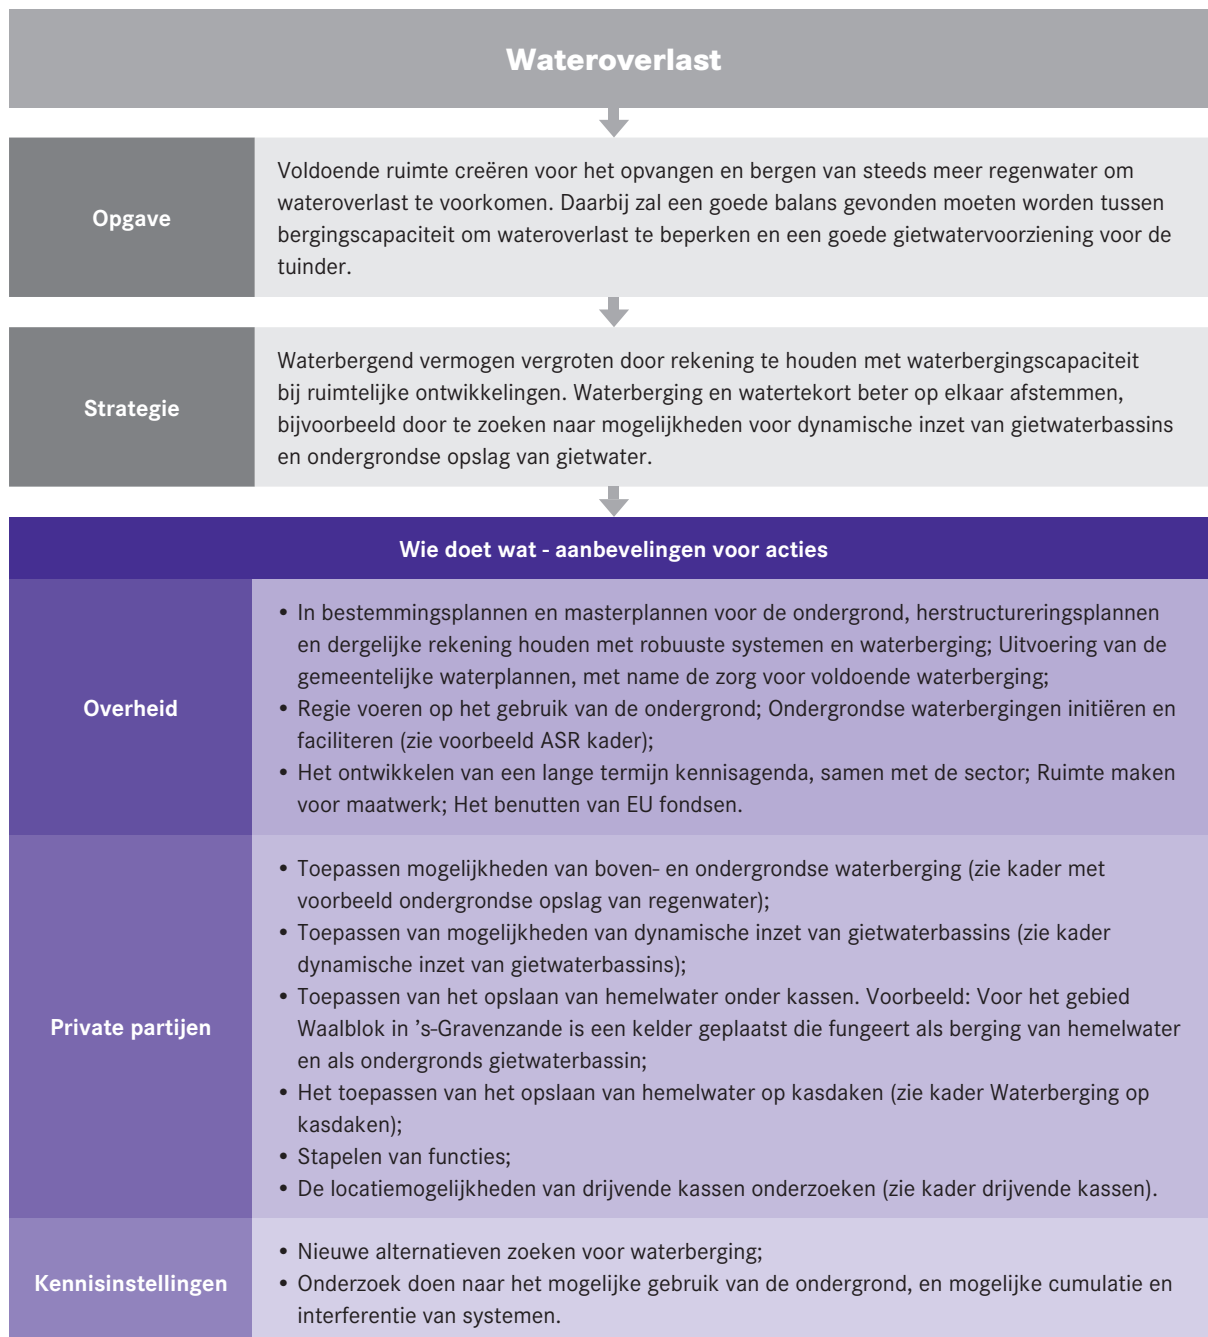 Wateroverlast
Opgave
Voldoende ruimte creëren voor het opvangen en bergen van steeds meer regenwater om
wateroverlast te voorkomen. Daarbij zal een goede balans gevonden moeten worden tussen
bergingscapaciteit om wateroverlast te beperken en een goede gietwatervoorziening voor de
tuinder.
Strategie
Waterbergend vermogen vergroten door rekening te houden met waterbergingscapaciteit
bij ruimtelijke ontwikkelingen. Waterberging en watertekort beter op elkaar afstemmen,
bijvoorbeeld door te zoeken naar mogelijkheden voor dynamische inzet van gietwaterbassins
en ondergrondse opslag van gietwater.
Wie doet wat - aanbevelingen voor acties
Overheid
• In bestemmingsplannen en masterplannen voor de ondergrond, herstructureringsplannen
en dergelijke rekening houden met robuuste systemen en waterberging; Uitvoering van de
gemeentelijke waterplannen, met name de zorg voor voldoende waterberging;
• Regie voeren op het gebruik van de ondergrond; Ondergrondse waterbergingen initiëren en
faciliteren (zie voorbeeld ASR kader);
• Het ontwikkelen van een lange termijn kennisagenda, samen met de sector; Ruimte maken
voor maatwerk; Het benutten van EU fondsen.
Private partijen
• Toepassen mogelijkheden van boven- en ondergrondse waterberging (zie kader met
voorbeeld ondergrondse opslag van regenwater);
• Toepassen van mogelijkheden van dynamische inzet van gietwaterbassins (zie kader
dynamische inzet van gietwaterbassins);
• Toepassen van het opslaan van hemelwater onder kassen. Voorbeeld: Voor het gebied
Waalblok in ’s-Gravenzande is een kelder geplaatst die fungeert als berging van hemelwater
en als ondergronds gietwaterbassin;
• Het toepassen van het opslaan van hemelwater op kasdaken (zie kader Waterberging op
kasdaken);
• Stapelen van functies;
• De locatiemogelijkheden van drijvende kassen onderzoeken (zie kader drijvende kassen).
Kennisinstellingen
• Nieuwe alternatieven zoeken voor waterberging;
• Onderzoek doen naar het mogelijke gebruik van de ondergrond, en mogelijke cumulatie en
interferentie van systemen.